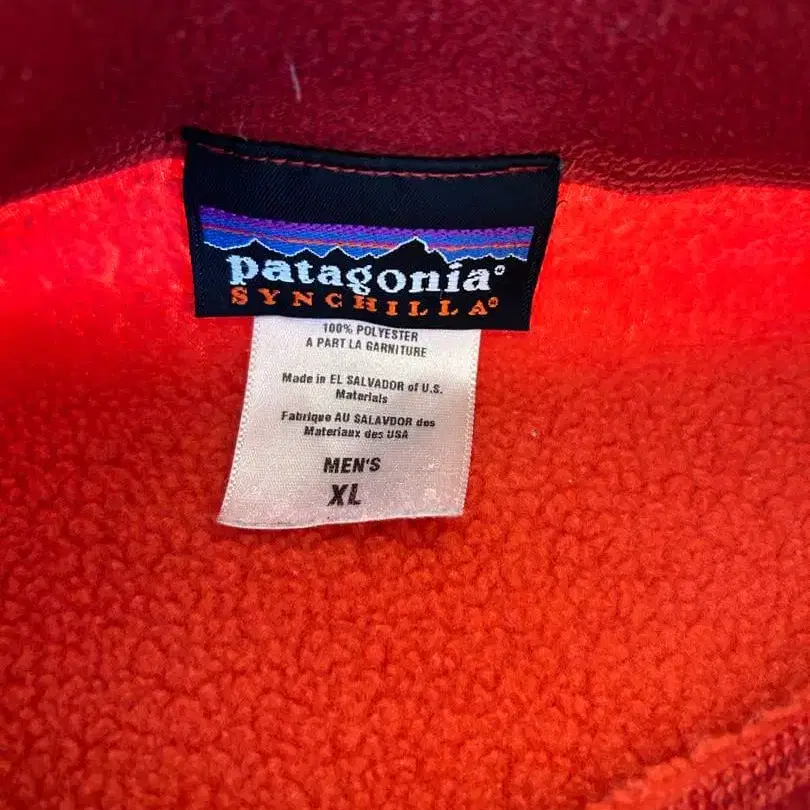 patagonia®
SYNCHILLA®
100% POLYESTER
A PART LA GARNITURE
Made in EL SALVADOR of U.S.
Materials
Fabrique AU SALAVDOR des
Materiaux des USA
MEN'S
XL